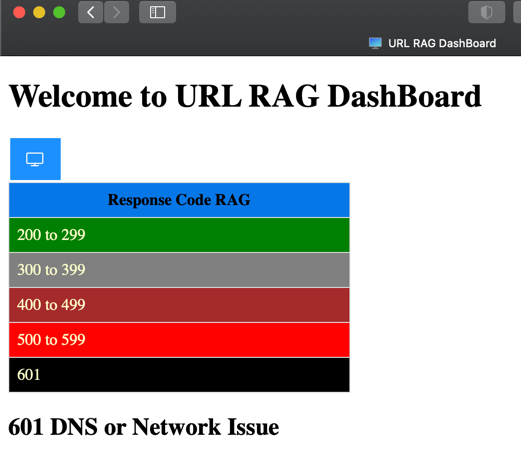 URL RAG DashBoard
Welcome to URL RAG DashBoard
Response Code RAG
200 to 299
300 to 399
400 to 499
500 to 599
601
601 DNS or Network Issue